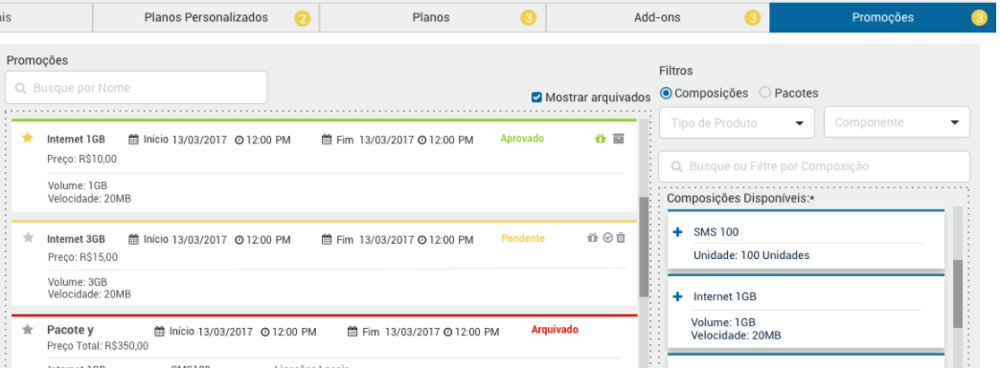 Planos Personalizados 2
Planos 3
Add-ons 3
Promoções 3
Promoções
Busque por Nome
Mostrar arquivados
Internet 1GB Início 13/03/2017 12:00 PM Fim 13/03/2017 12:00 PM Aprovado
Preço: R$10,00
Volume: 1GB
Velocidade: 20MB
Internet 3GB Início 13/03/2017 12:00 PM Fim 13/03/2017 12:00 PM Pendente
Preço: R$15,00
Volume: 3GB
Velocidade: 20MB
Pacote y Início 13/03/2017 12:00 PM Fim 13/03/2017 12:00 PM Arquivado
Preço Total: R$350,00
Internet 1GB SMS100 Ligações Locais
Filtros
Composições Pacotes
Tipo de Produto Componente
Busque ou Filtre por Composição
Composições Disponíveis:*
SMS 100
Unidade: 100 Unidades
Internet 1GB
Volume: 1GB
Velocidade: 20MB